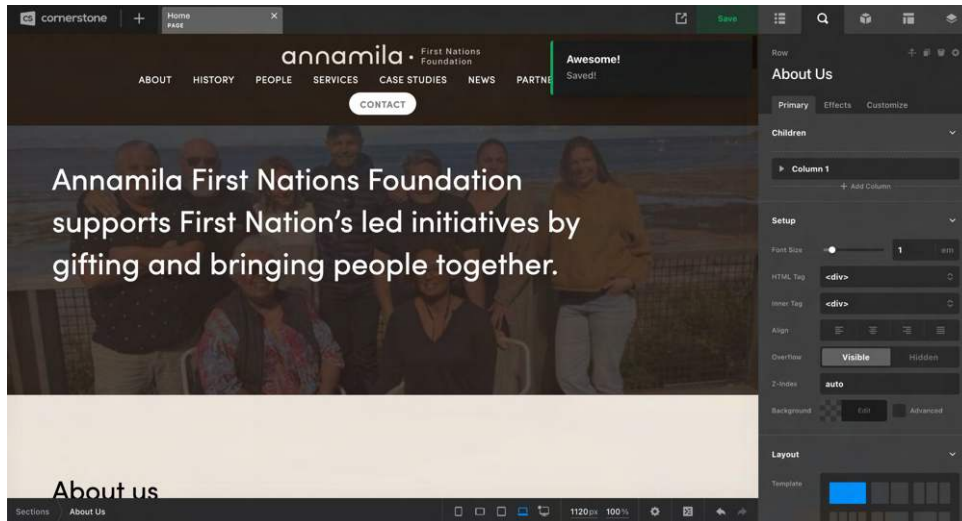 cs cornerstone
+
Home
PAGE
×
Save
annamila · First Nations
Foundation
ABOUT HISTORY PEOPLE SERVICES CASE STUDIES NEWS PARTNE
CONTACT
Awesome!
Saved!
Annamila First Nations Foundation
supports First Nation's led initiatives by
gifting and bringing people together.
About us
Sections
About Us
1120px 100%
Row
About Us
Primary Effects Customize
Children
Column 1
+ Add Column
Setup
Font Size 1 em
HTML Tag <div>
Inner Tag <div>
Align
Overflow Visible Hidden
Z-Index auto
Background Edit Advanced
Layout
Template